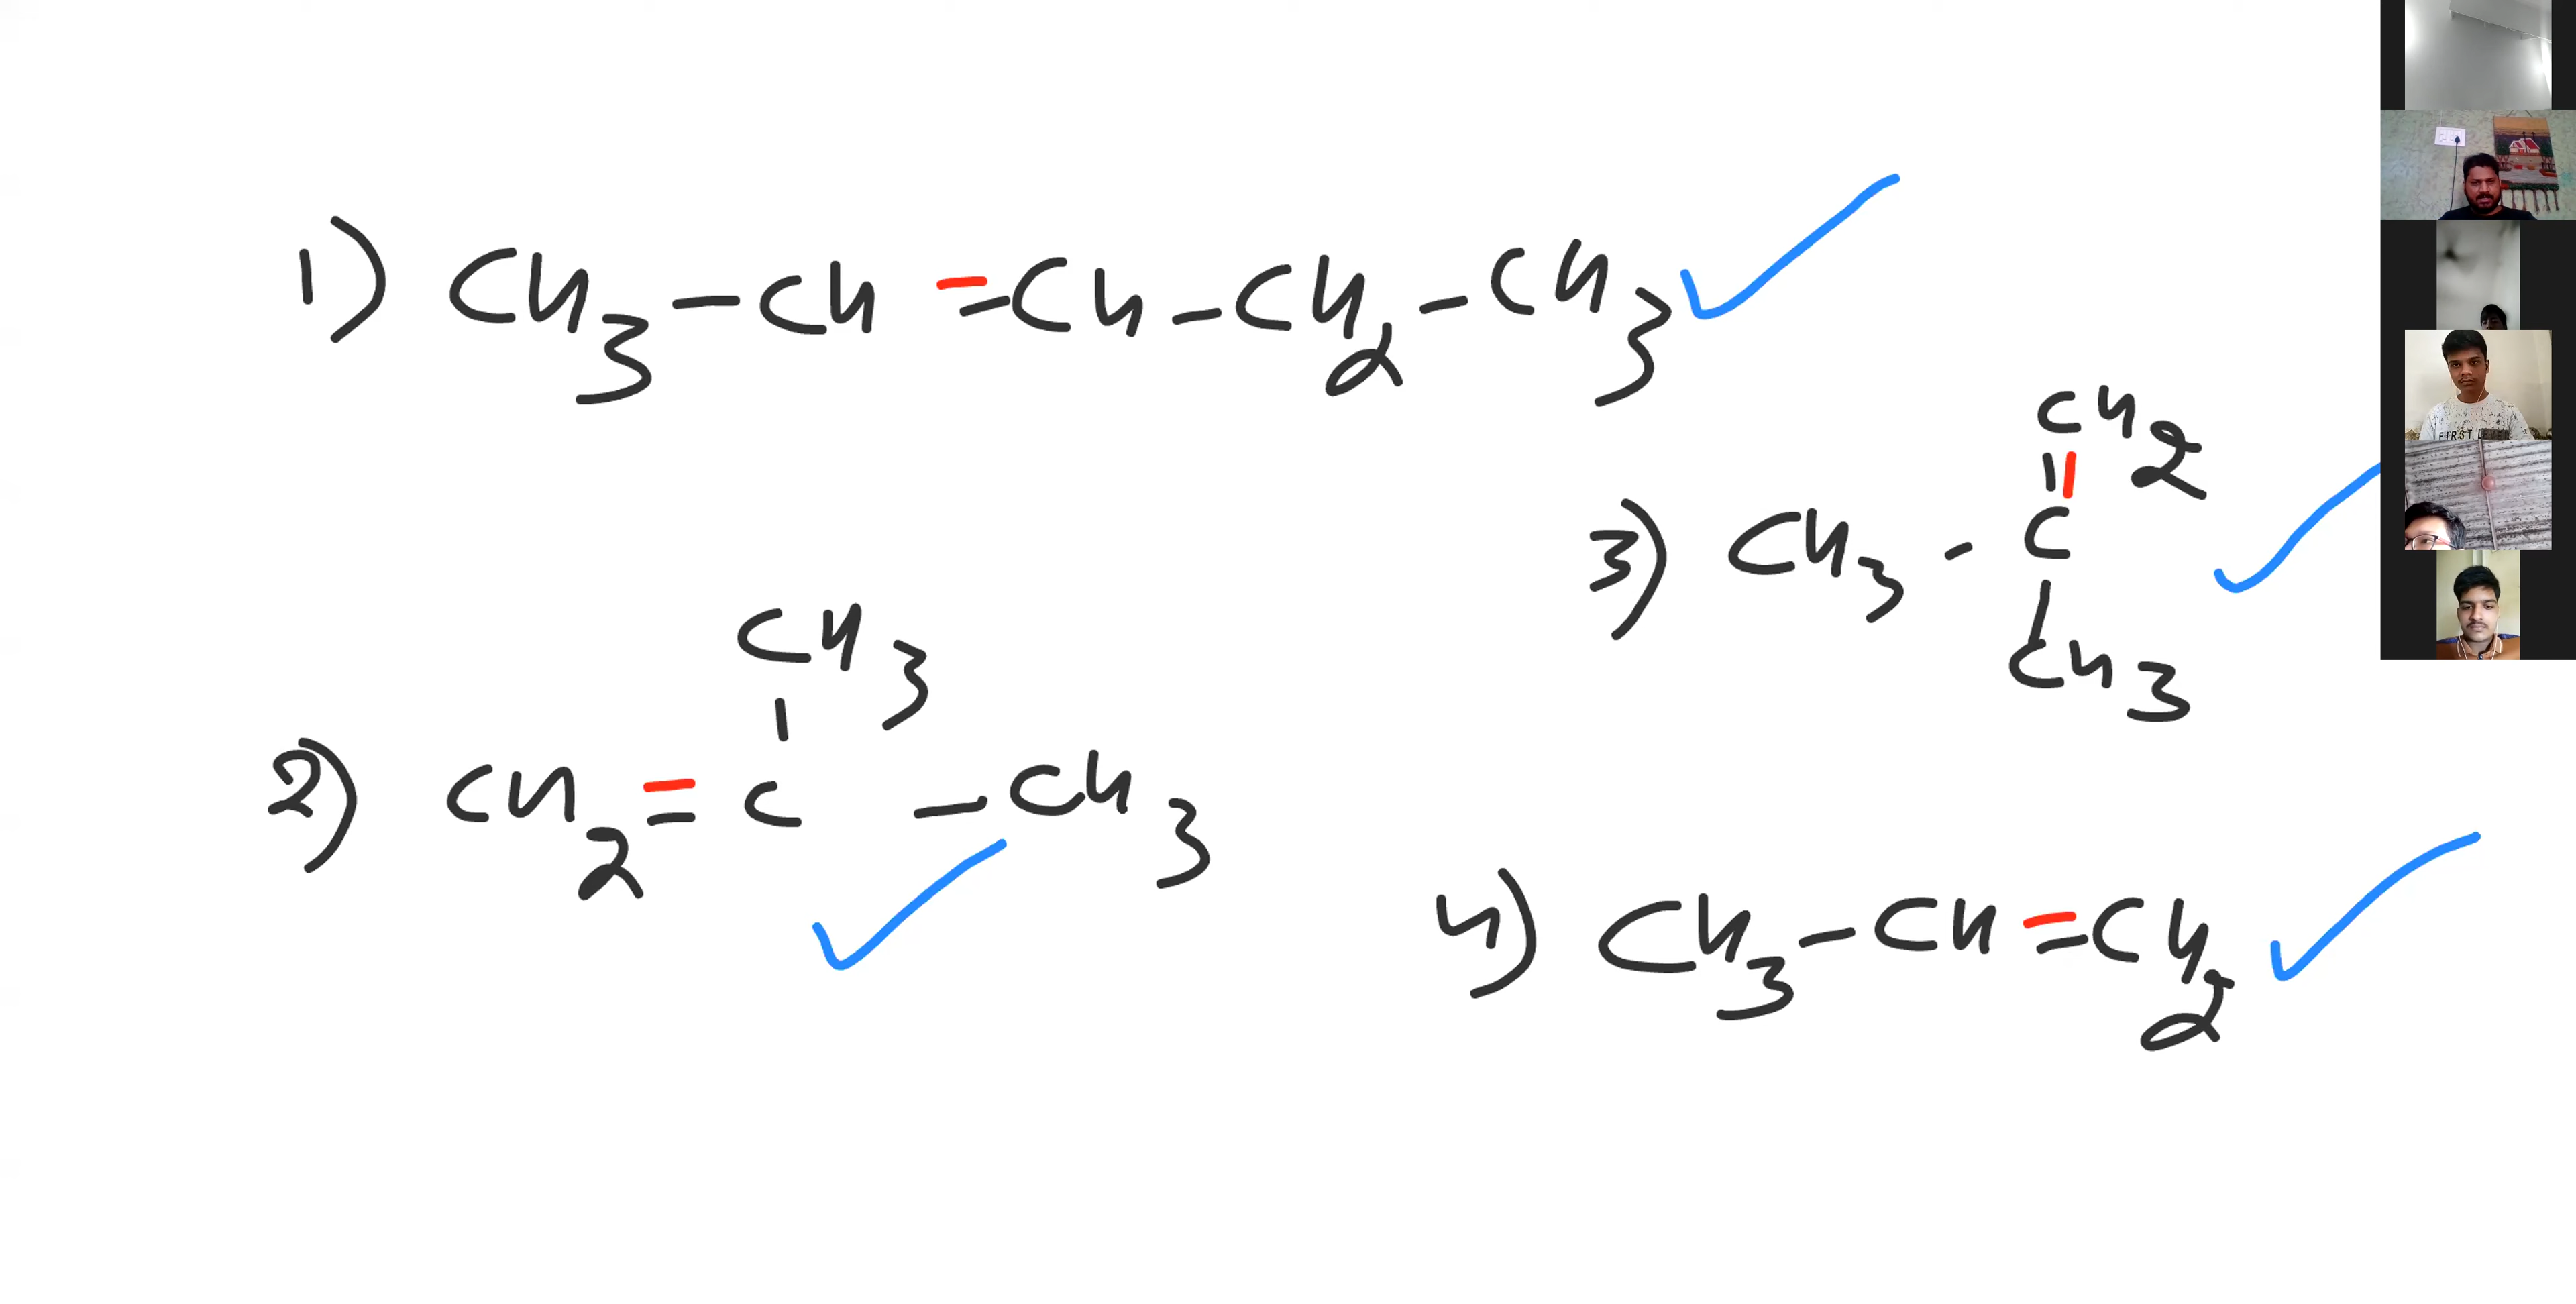 1) CH3-CH=CH-CH2-CH3
CH2
||
3) CH3-C
|
CH3
CH3
|
2) CH2=C-CH3
4) CH3-CH=CH2
FIRST LEVEL